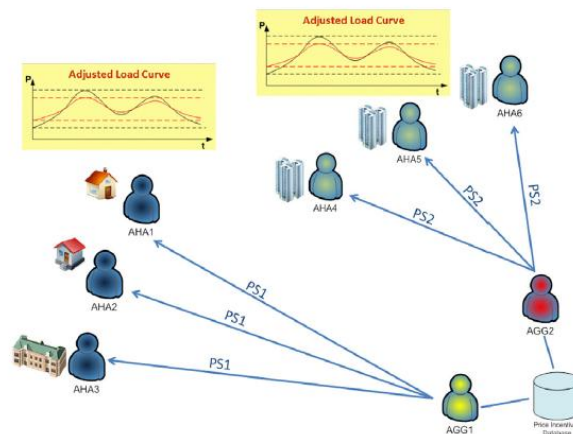 Adjusted Load Curve
P
t
Adjusted Load Curve
P
t
AHA6
AHA5
AHA4
PS2
PS2
PS2
AHA1
AHA2
AHA3
PS1
PS1
PS1
AGG2
AGG1
Price Incentive
Database